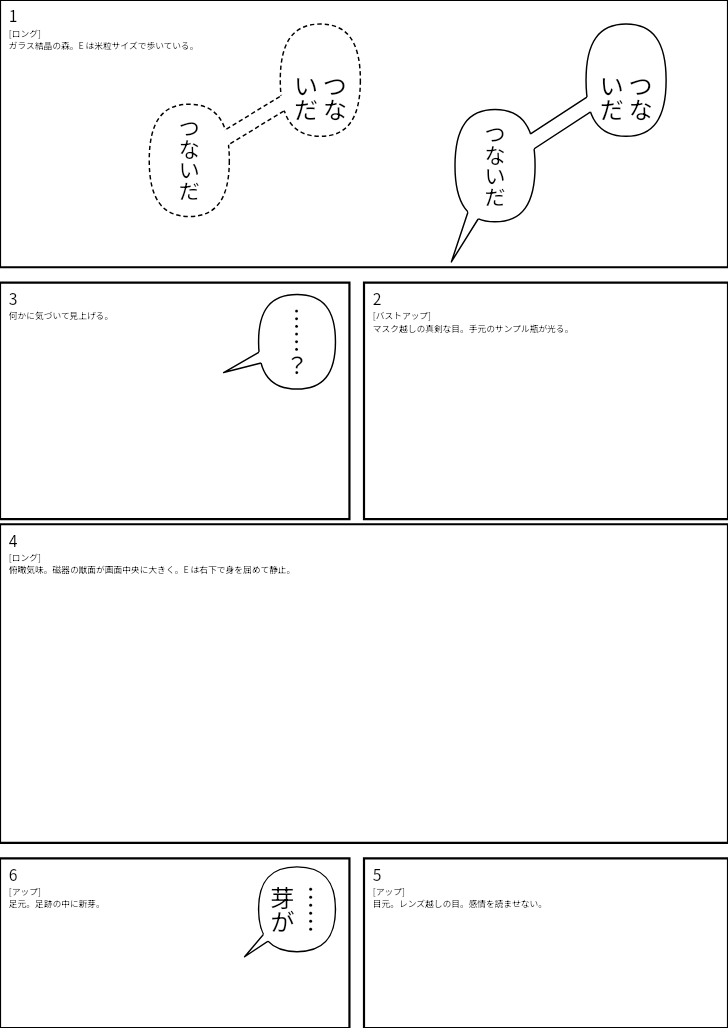 1
[ロング]
ガラス結晶の森。E は米粒サイズで歩いている。
つな
いだ
つないだ
つな
いだ
つないだ
2
[バストアップ]
マスク越しの真剣な目。手元のサンプル瓶が光る。
3
何かに気づいて見上げる。
……？
4
[ロング]
俯瞰気味。磁器の獣面が画面中央に大きく。E は右下で身を屈めて静止。
5
[アップ]
目元。レンズ越しの目。感情を読ませない。
6
[アップ]
足元。足跡の中に新芽。
……
芽が